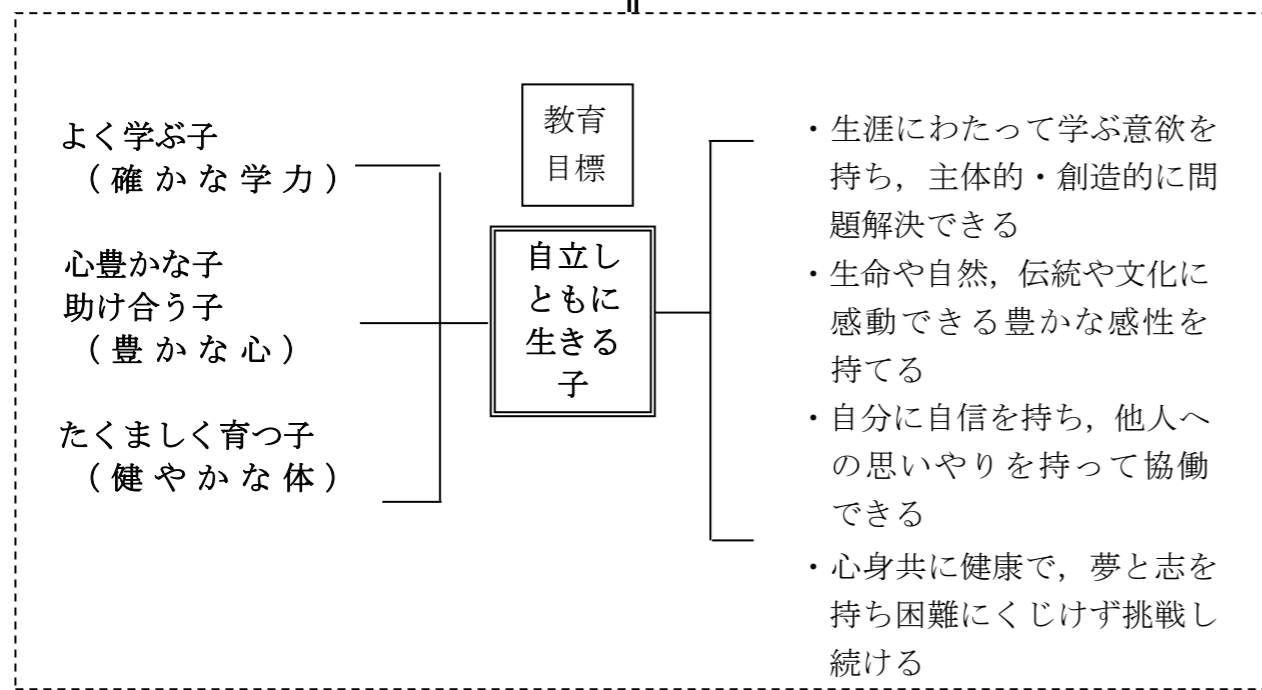 よく学ぶ子
(確かな学力)
心豊かな子
助け合う子
(豊かな心)
たくましく育つ子
(健やかな体)
教育
目標
自立し
ともに
生きる
子
・生涯にわたって学ぶ意欲を
持ち，主体的・創造的に問
題解決できる
・生命や自然，伝統や文化に
感動できる豊かな感性を
持てる
・自分に自信を持ち，他人へ
の思いやりを持って協働
できる
・心身共に健康で，夢と志を
持ち困難にくじけず挑戦し
続ける